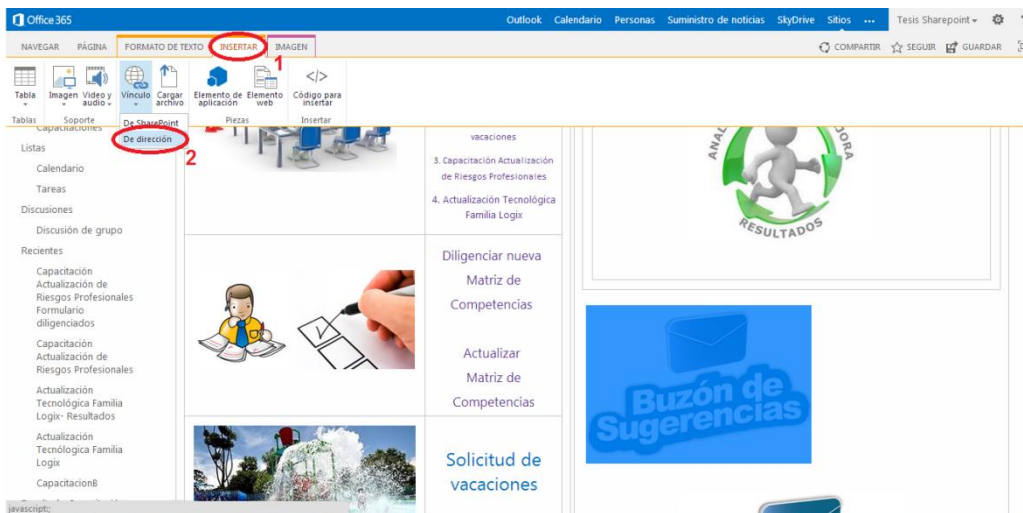 Office 365
Outlook Calendario Personas Suministro de noticias SkyDrive Sitios ... Tesis Sharepoint
NAVEGAR PÁGINA FORMATO DE TEXTO INSERTAR IMAGEN
COMPARTIR SEGUIR GUARDAR
1
Tabla
Imagen
Video y
audio
Vínculo
Cargar
archivo
Elemento de
aplicación
Elemento
web
Código para
insertar
Tablas
Soporte
De SharePoint
Piezas
Insertar
De dirección
2
Capacitaciones
Listas
Calendario
Tareas
Discusiones
Discusión de grupo
Recientes
Capacitación
Actualización de
Riesgos Profesionales
Formulario
diligenciados
Capacitación
Actualización de
Riesgos Profesionales
Actualización
Tecnológica Familia
Logix- Resultados
Actualización
Tecnólogica Familia
Logix
CapacitacionB
javascript:;
vacaciones
3. Capacitación Actualización
de Riesgos Profesionales
4. Actualización Tecnológica
Familia Logix
Diligenciar nueva
Matriz de
Competencias
Actualizar
Matriz de
Competencias
Solicitud de
vacaciones
RESULTADOS
Buzón de
Sugerencias